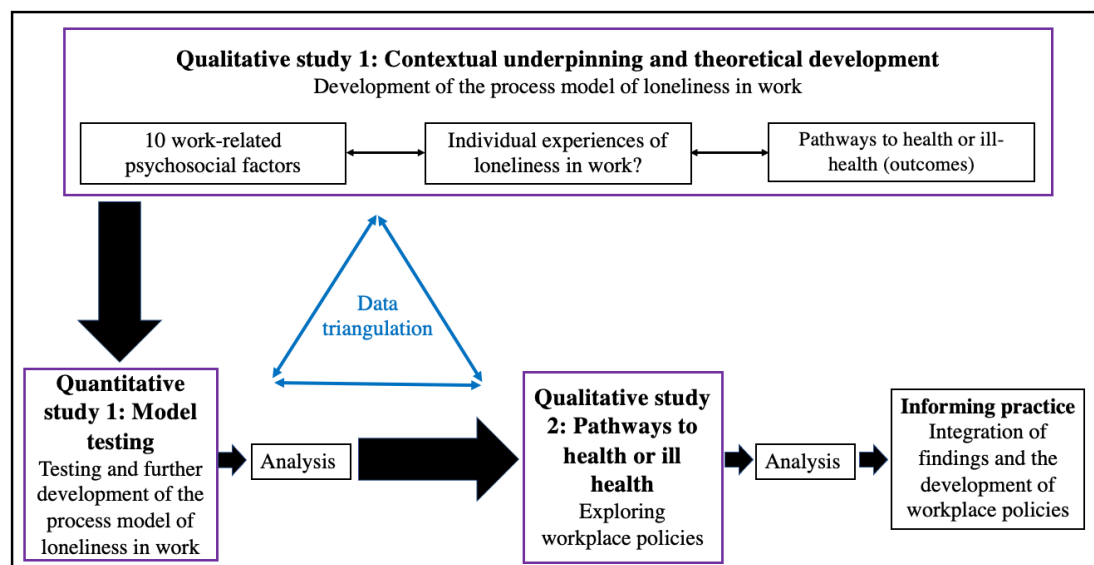 Qualitative study 1: Contextual underpinning and theoretical development
Development of the process model of loneliness in work
10 work-related
psychosocial factors
Individual experiences of
loneliness in work?
Pathways to health or ill-
health (outcomes)
Data
triangulation
Quantitative
study 1: Model
testing
Testing and further
development of the
process model of
loneliness in work
Analysis
Qualitative study
2: Pathways to
health or ill
health
Exploring
workplace policies
Analysis
Informing practice
Integration of
findings and the
development of
workplace policies